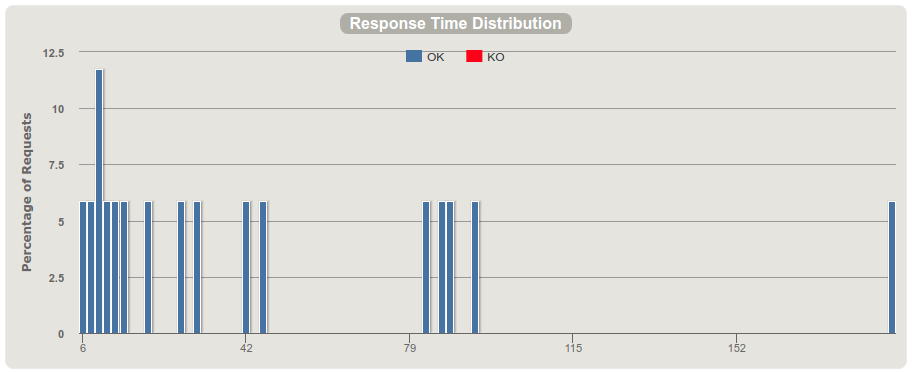 Response Time Distribution
OK KO
Percentage of Requests
12.5
10
7.5
5
2.5
0
6 42 79 115 152